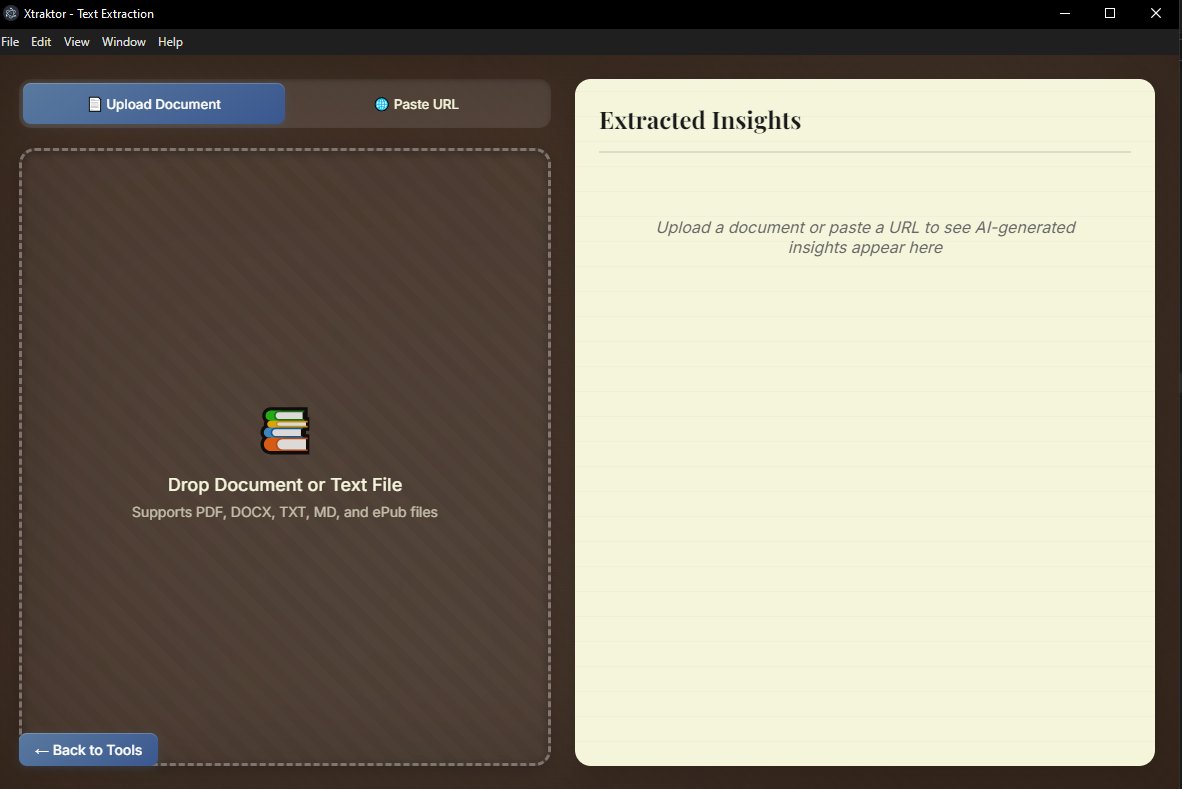 Xtraktor - Text Extraction
File Edit View Window Help
Upload Document
Paste URL
Extracted Insights
Upload a document or paste a URL to see AI-generated
insights appear here
Drop Document or Text File
Supports PDF, DOCX, TXT, MD, and ePub files
← Back to Tools